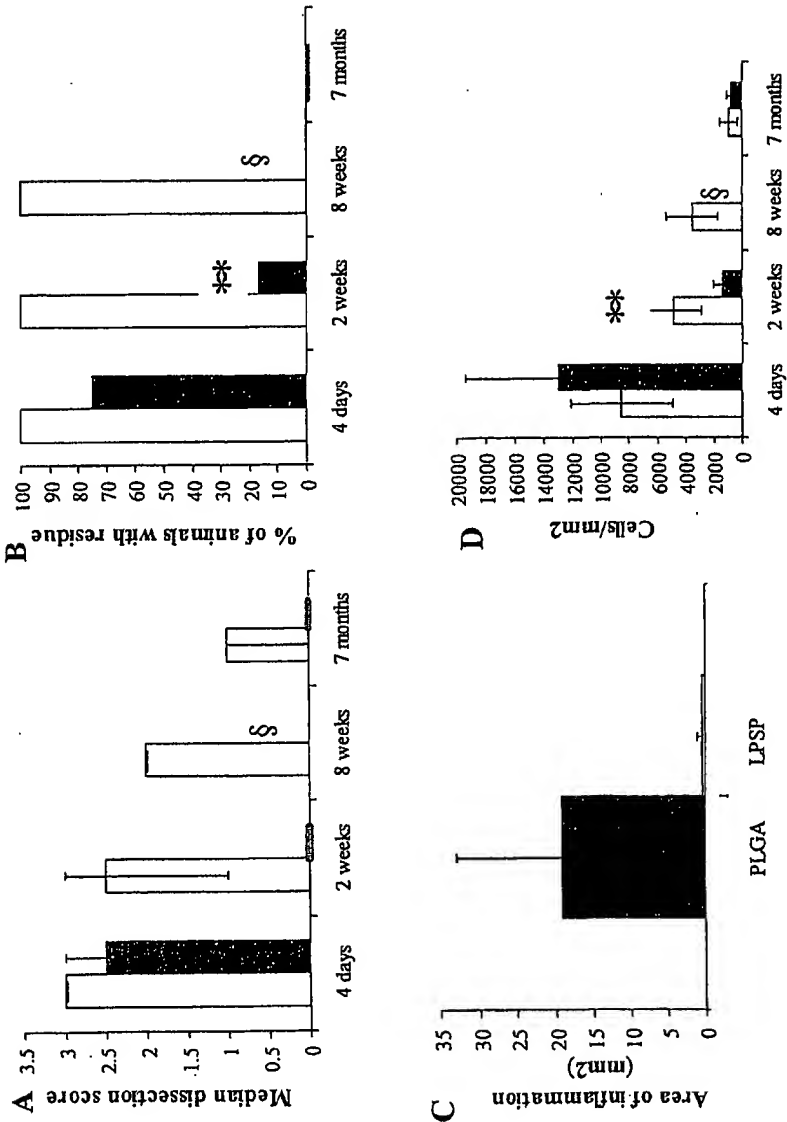 A
Median dissection score
3.5
3
2.5
2
1.5
1
0.5
0
4 days
2 weeks
8 weeks
7 months
§
B
% of animals with residue
100
90
80
70
60
50
40
30
20
10
0
4 days
2 weeks
8 weeks
7 months
**
§
C
Area of inflammation
(mm2)
35
30
25
20
15
10
5
0
PLGA
LPSP
D
Cells/mm2
20000
18000
16000
14000
12000
10000
8000
6000
4000
2000
0
4 days
2 weeks
8 weeks
7 months
**
§